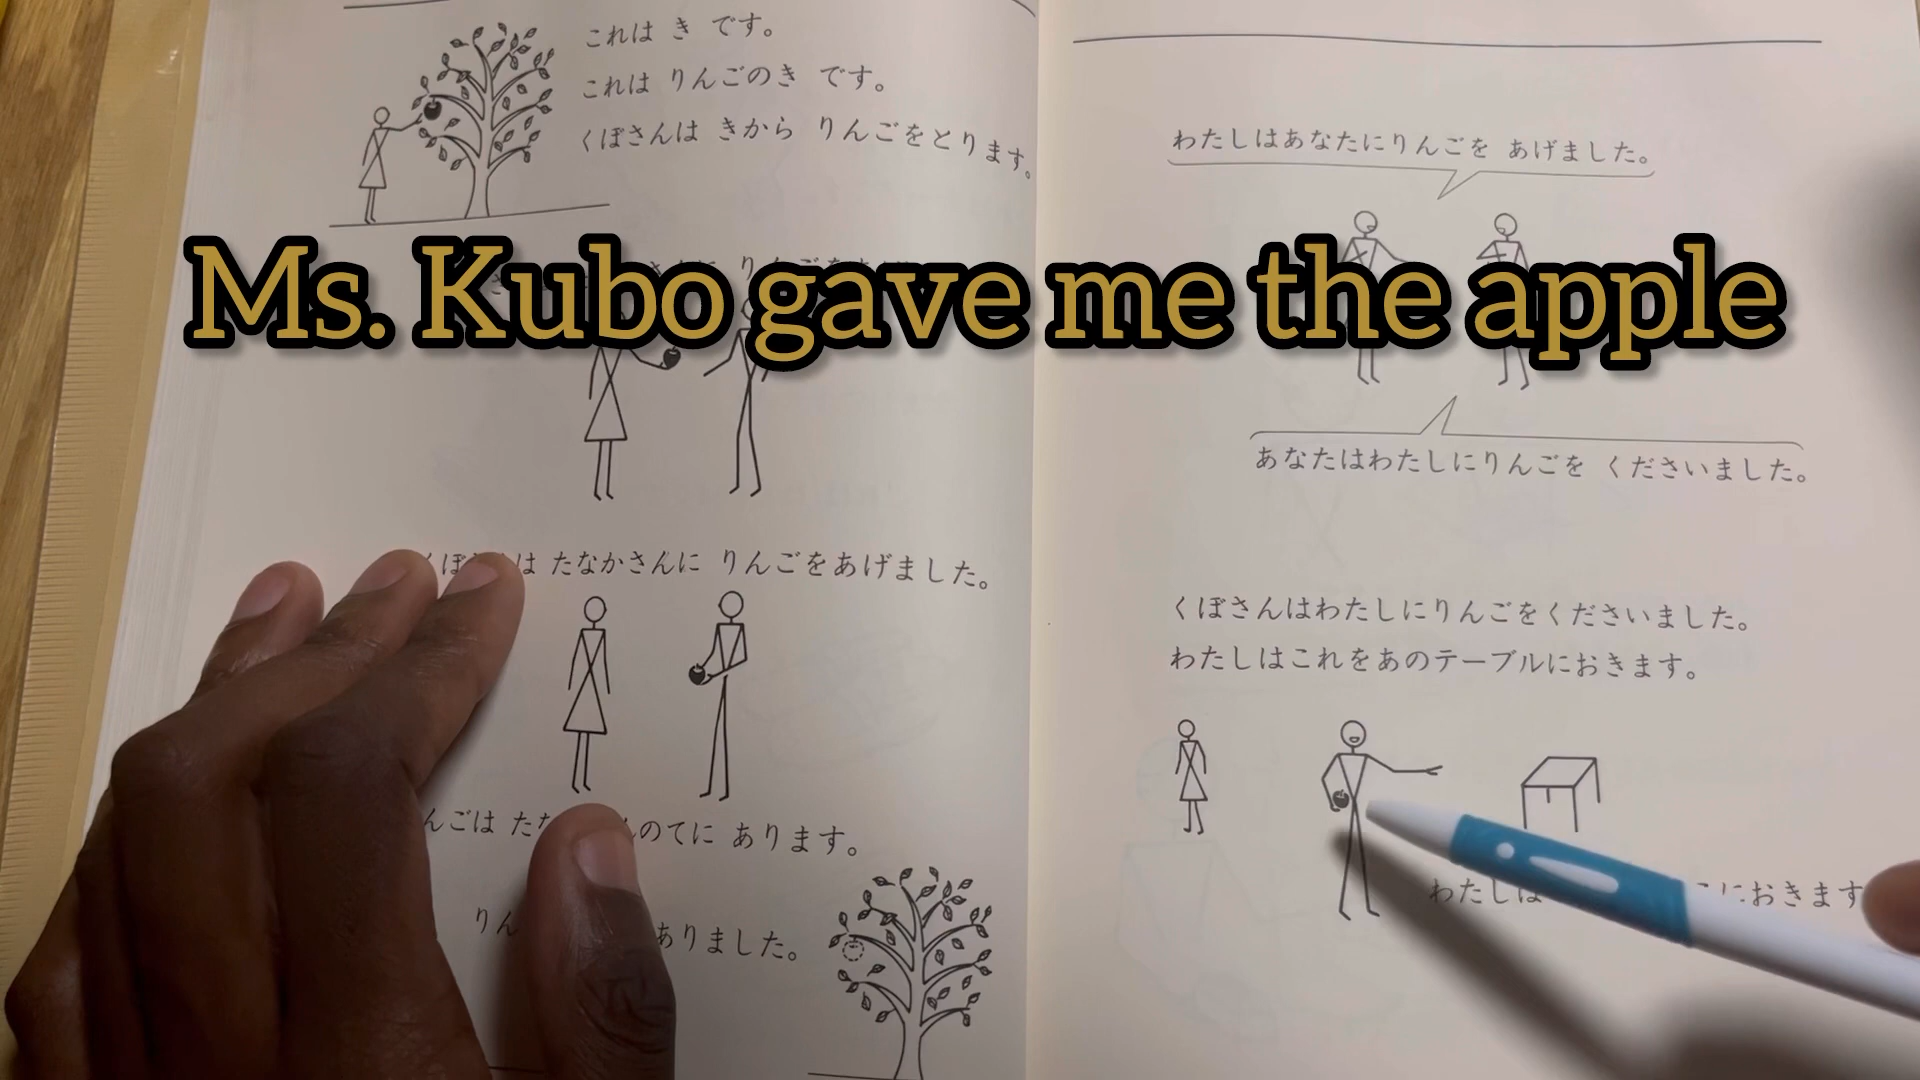 これは き です。
これは りんごのき です。
くぼさんは きから りんごをとります。
Ms. Kubo gave me the apple
は たなかさんに りんごをあげました。
んごは
のてに あります。
りん
ありました。
わたしはあなたにりんごを あげました。
あなたはわたしにりんごを くださいました。
くぼさんはわたしにりんごをくださいました。
わたしはこれをあのテーブルにおきます。
わたしは
におきます